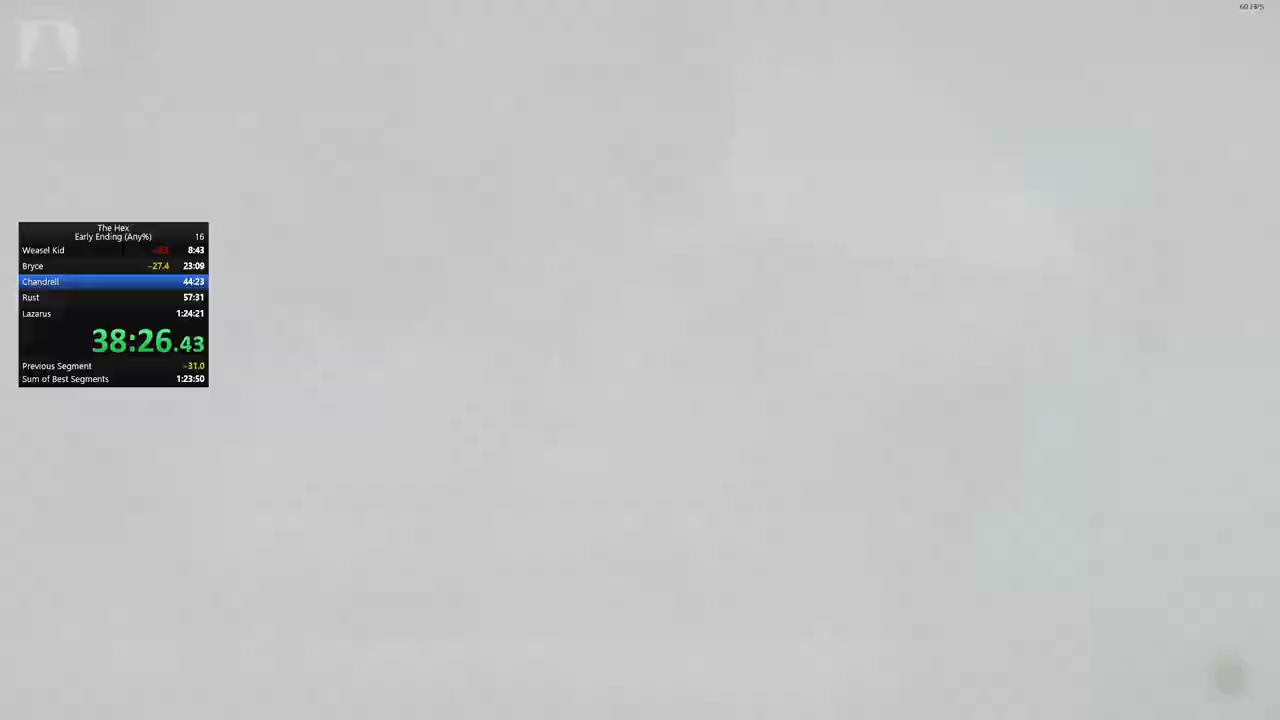 60 FPS
The Hex
Early Ending (Any%) 16
Weasel Kid 8:43
Bryce −27.4 23:09
Chandrell 44:23
Rust 57:31
Lazarus 1:24:21
38:26.43
Previous Segment −31.0
Sum of Best Segments 1:23:50